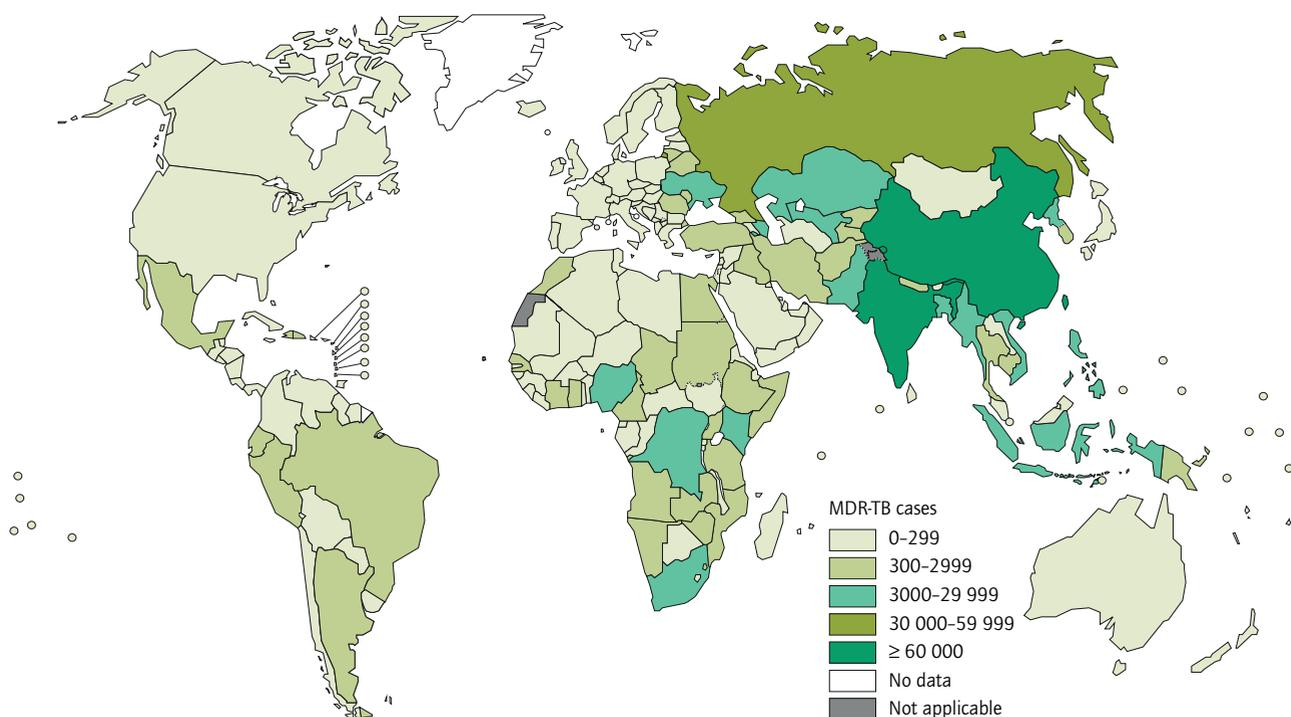 MDR-TB cases
0–299
300–2999
3000–29 999
30 000–59 999
≥ 60 000
No data
Not applicable